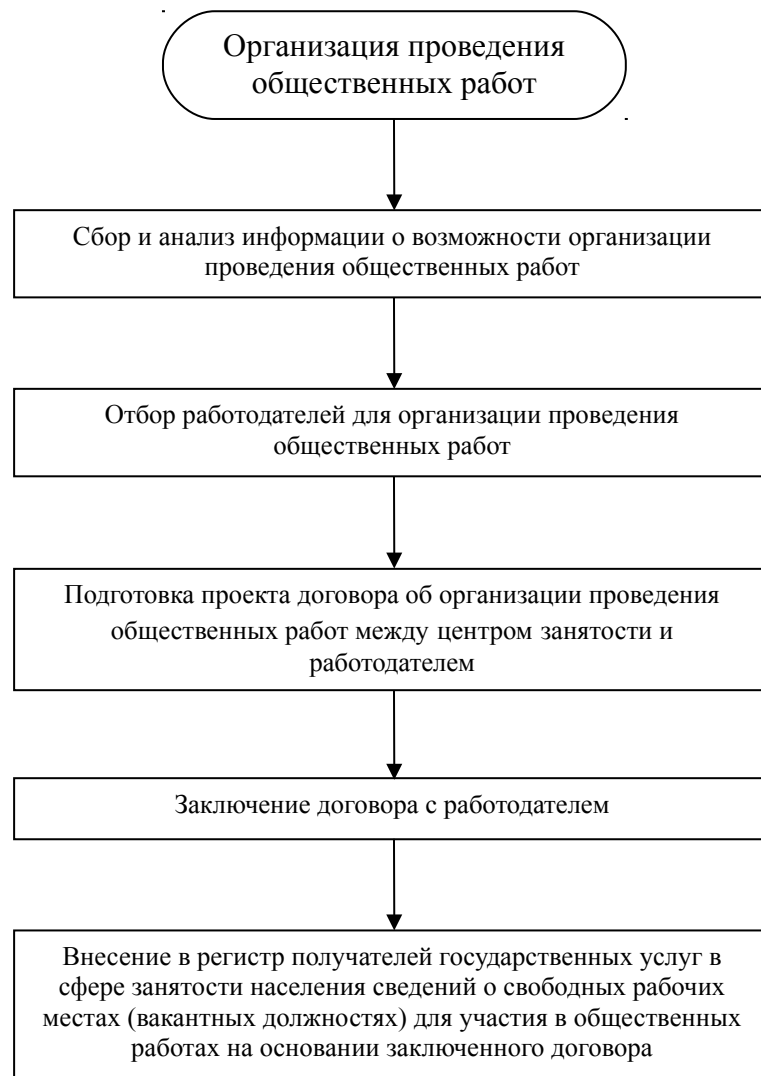 Организация проведения
общественных работ
Сбор и анализ информации о возможности организации
проведения общественных работ
Отбор работодателей для организации проведения
общественных работ
Подготовка проекта договора об организации проведения
общественных работ между центром занятости и
работодателем
Заключение договора с работодателем
Внесение в регистр получателей государственных услуг в
сфере занятости населения сведений о свободных рабочих
местах (вакантных должностях) для участия в общественных
работах на основании заключенного договора